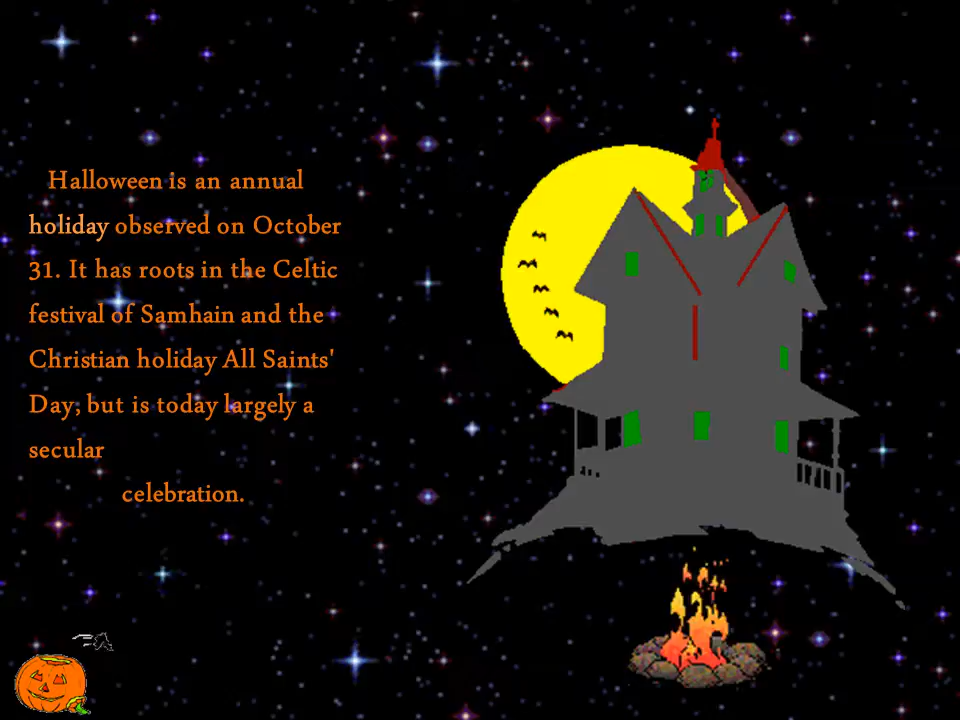 Halloween is an annual
holiday observed on October
31. It has roots in the Celtic
festival of Samhain and the
Christian holiday All Saints'
Day, but is today largely a
secular
celebration.